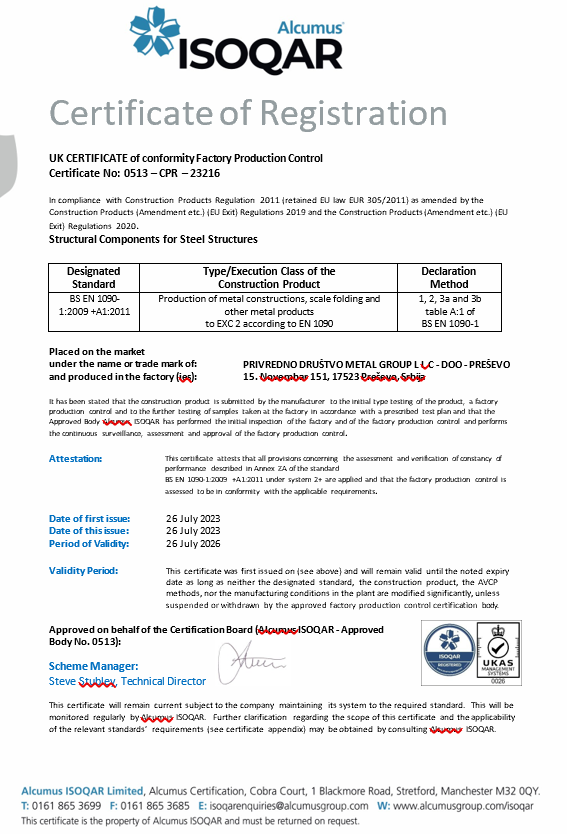 Alcumus®
ISOQAR
Certificate of Registration
UK CERTIFICATE of conformity Factory Production Control
Certificate No: 0513 – CPR – 23216
In compliance with Construction Products Regulation 2011 (retained EU law EUR 305/2011) as amended by the
Construction Products (Amendment etc.) (EU Exit) Regulations 2019 and the Construction Products (Amendment etc.) (EU
Exit) Regulations 2020.
Structural Components for Steel Structures
Designated Standard
Type/Execution Class of the Construction Product
Declaration Method
BS EN 1090-1:2009 +A1:2011
Production of metal constructions, scale folding and other metal products to EXC 2 according to EN 1090
1, 2, 3a and 3b table A:1 of BS EN 1090-1
Placed on the market
under the name or trade mark of: PRIVREDNO DRUŠTVO METAL GROUP L L C - DOO - PREŠEVO
and produced in the factory (ies): 15. Novembar 151, 17523 Preševo, Srbija
It has been stated that the construction product is submitted by the manufacturer to the initial type testing of the product, a factory
production control and to the further testing of samples taken at the factory in accordance with a prescribed test plan and that the
Approved Body Alcumus ISOQAR has performed the initial inspection of the factory and of the factory production control and performs
the continuous surveillance, assessment and approval of the factory production control.
Attestation: This certificate attests that all provisions concerning the assessment and verification of constancy of
performance described in Annex ZA of the standard
BS EN 1090-1:2009 +A1:2011 under system 2+ are applied and that the factory production control is
assessed to be in conformity with the applicable requirements.
Date of first issue: 26 July 2023
Date of this issue: 26 July 2023
Period of Validity: 26 July 2026
Validity Period: This certificate was first issued on (see above) and will remain valid until the noted expiry
date as long as neither the designated standard, the construction product, the AVCP
methods, nor the manufacturing conditions in the plant are modified significantly, unless
suspended or withdrawn by the approved factory production control certification body.
Approved on behalf of the Certification Board (Alcumus ISOQAR - Approved
Body No. 0513):
Scheme Manager:
Steve Stubley, Technical Director
ISOQAR
REGISTERED
UKAS
MANAGEMENT
SYSTEMS
0026
This certificate will remain current subject to the company maintaining its system to the required standard. This will be
monitored regularly by Alcumus ISOQAR. Further clarification regarding the scope of this certificate and the applicability
of the relevant standards' requirements (see certificate appendix) may be obtained by consulting Alcumus ISOQAR.
Alcumus ISOQAR Limited, Alcumus Certification, Cobra Court, 1 Blackmore Road, Stretford, Manchester M32 0QY.
T: 0161 865 3699 F: 0161 865 3685 E: isoqarenquiries@alcumusgroup.com W: www.alcumusgroup.com/isoqar
This certificate is the property of Alcumus ISOQAR and must be returned on request.